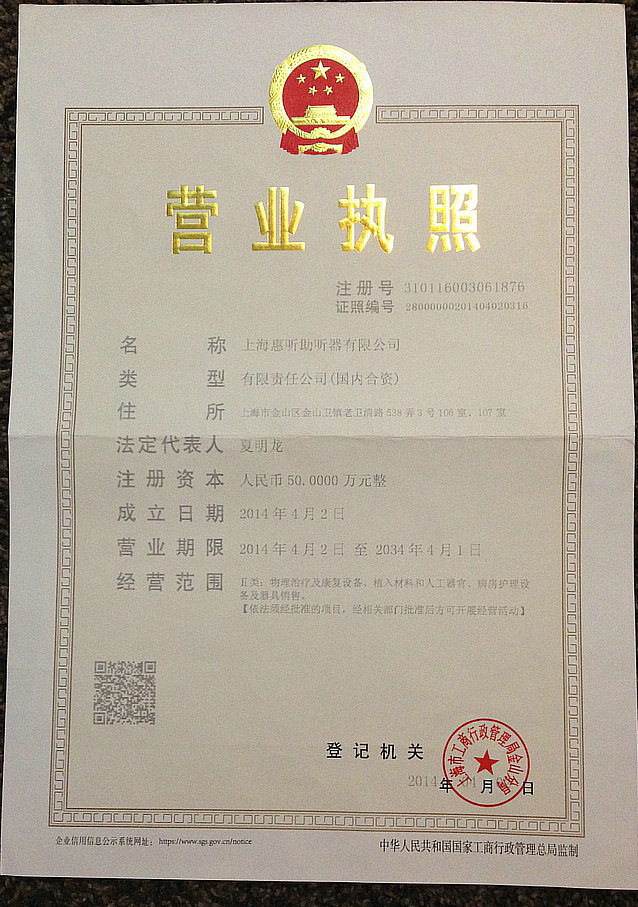 营业执照
注册号 310116003061876
证照编号 28000000201404020316
名称 上海惠听助听器有限公司
类型 有限责任公司(国内合资)
住所 上海市金山区金山卫镇老卫清路538弄3号106室、107室
法定代表人 夏明龙
注册资本 人民币50.0000万元整
成立日期 2014年4月2日
营业期限 2014年4月2日 至 2034年4月1日
经营范围 Ⅱ类：物理治疗及康复设备、植入材料和人工器官、病房护理设
备及器具销售。
【依法须经批准的项目，经相关部门批准后方可开展经营活动】
登记机关
上海市工商行政管理局金山分局
2014年04月 日
企业信用信息公示系统网址：https://www.sgs.gov.cn/notice
中华人民共和国国家工商行政管理总局监制